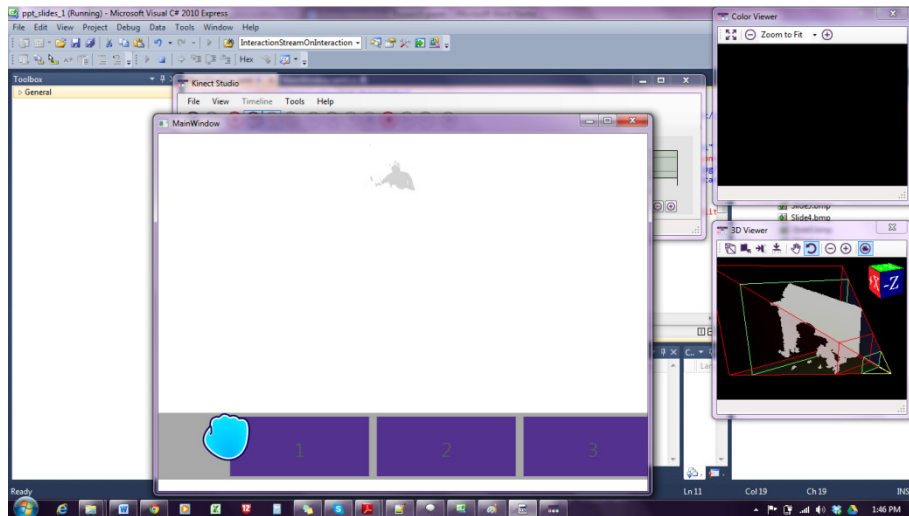 ppt_slides_1 (Running) - Microsoft Visual C# 2010 Express
File Edit View Project Debug Data Tools Window Help
InteractionStreamOnInteraction
Hex
Toolbox
General
Kinect Studio
File View Timeline Tools Help
MainWindow
1
2
3
Color Viewer
Zoom to Fit
Slide4.bmp
3D Viewer
X
-Z
Ready
Ln 11 Col 19 Ch 19 INS
1:46 PM